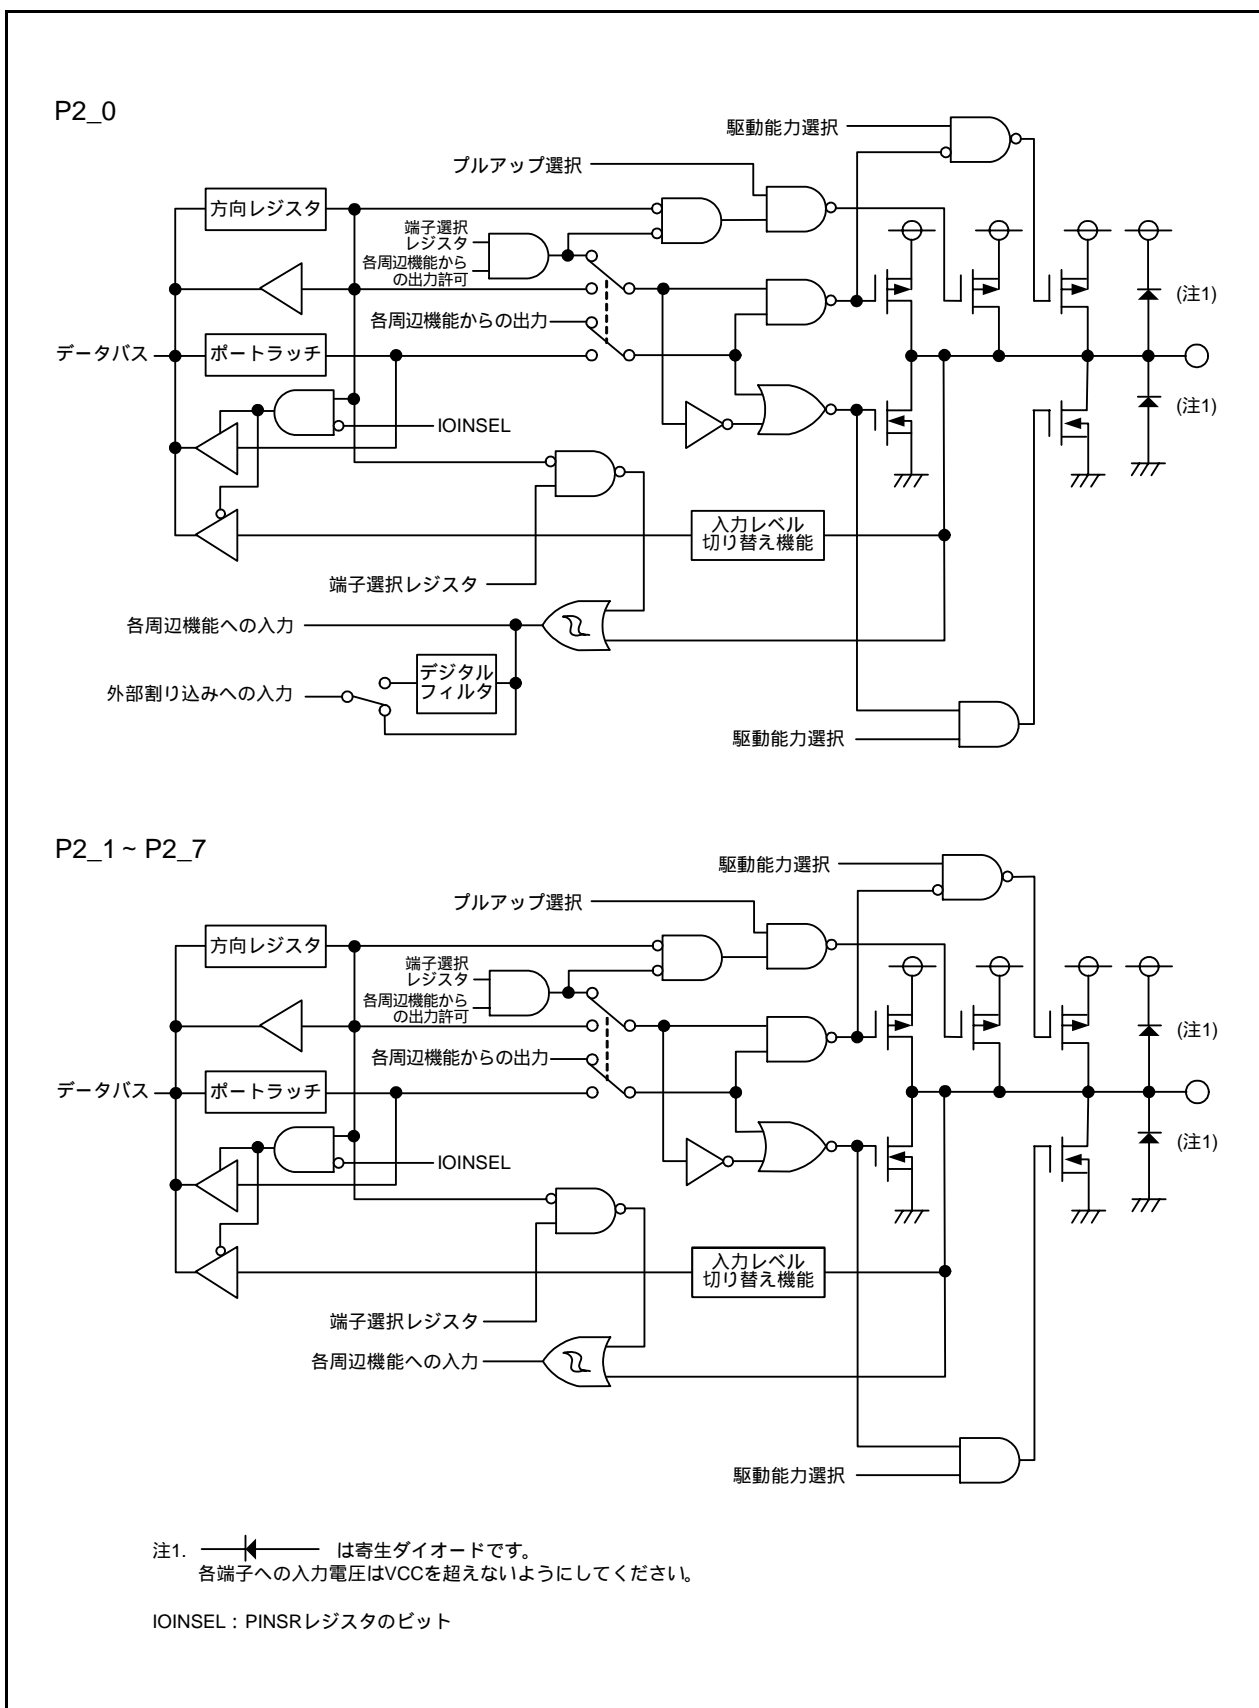 P2_0
駆動能力選択
プルアップ選択
方向レジスタ
端子選択
レジスタ
各周辺機能から
の出力許可
(注1)
各周辺機能からの出力
データバス
ポートラッチ
(注1)
IOINSEL
入力レベル
切り替え機能
端子選択レジスタ
各周辺機能への入力
デジタル
フィルタ
外部割り込みへの入力
駆動能力選択
P2_1 ~ P2_7
駆動能力選択
プルアップ選択
方向レジスタ
端子選択
レジスタ
各周辺機能から
の出力許可
(注1)
各周辺機能からの出力
データバス
ポートラッチ
(注1)
IOINSEL
入力レベル
切り替え機能
端子選択レジスタ
各周辺機能への入力
駆動能力選択
注1. は寄生ダイオードです。
各端子への入力電圧はVCCを超えないようにしてください。
IOINSEL：PINSRレジスタのビット